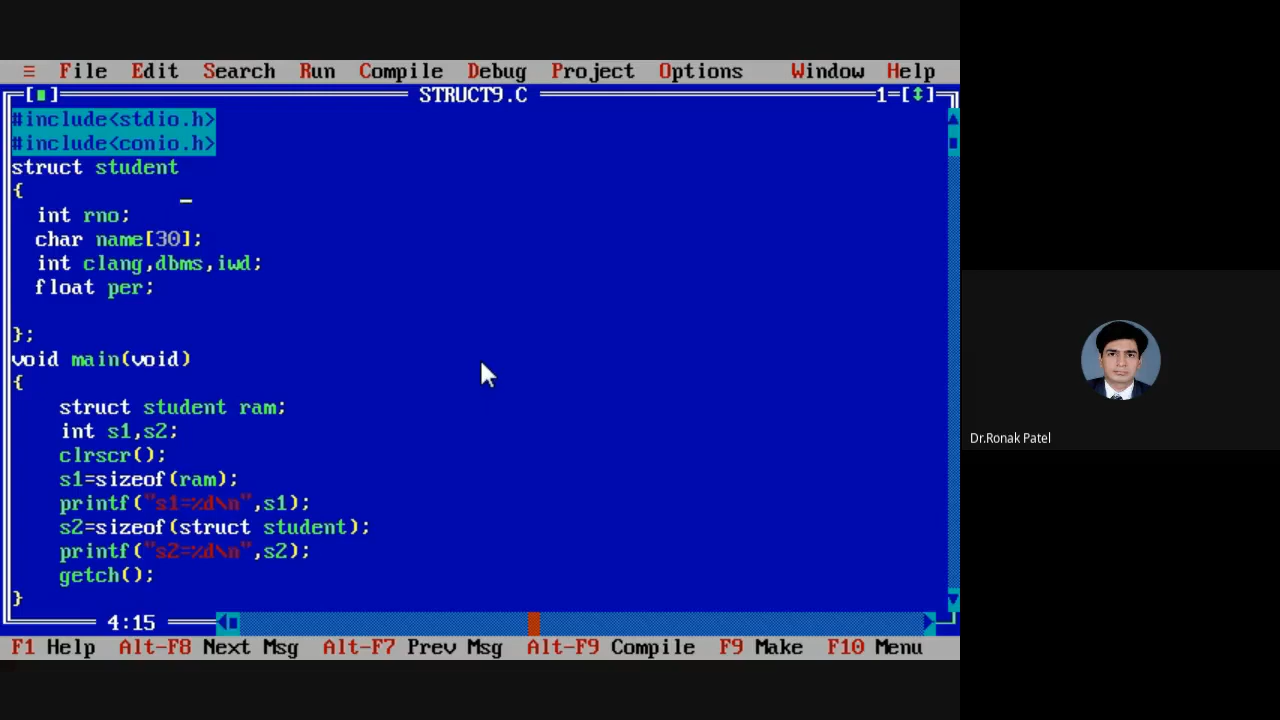 ≡ File Edit Search Run Compile Debug Project Options Window Help
[■] STRUCT9.C 1=[↕]
#include<stdio.h>
#include<conio.h>
struct student
{
int rno;
char name[30];
int clang,dbms,iwd;
float per;
};
void main(void)
{
struct student ram;
int s1,s2;
clrscr();
s1=sizeof(ram);
printf("s1=%d\n",s1);
s2=sizeof(struct student);
printf("s2=%d\n",s2);
getch();
}
4:15
F1 Help Alt-F8 Next Msg Alt-F7 Prev Msg Alt-F9 Compile F9 Make F10 Menu
Dr.Ronak Patel